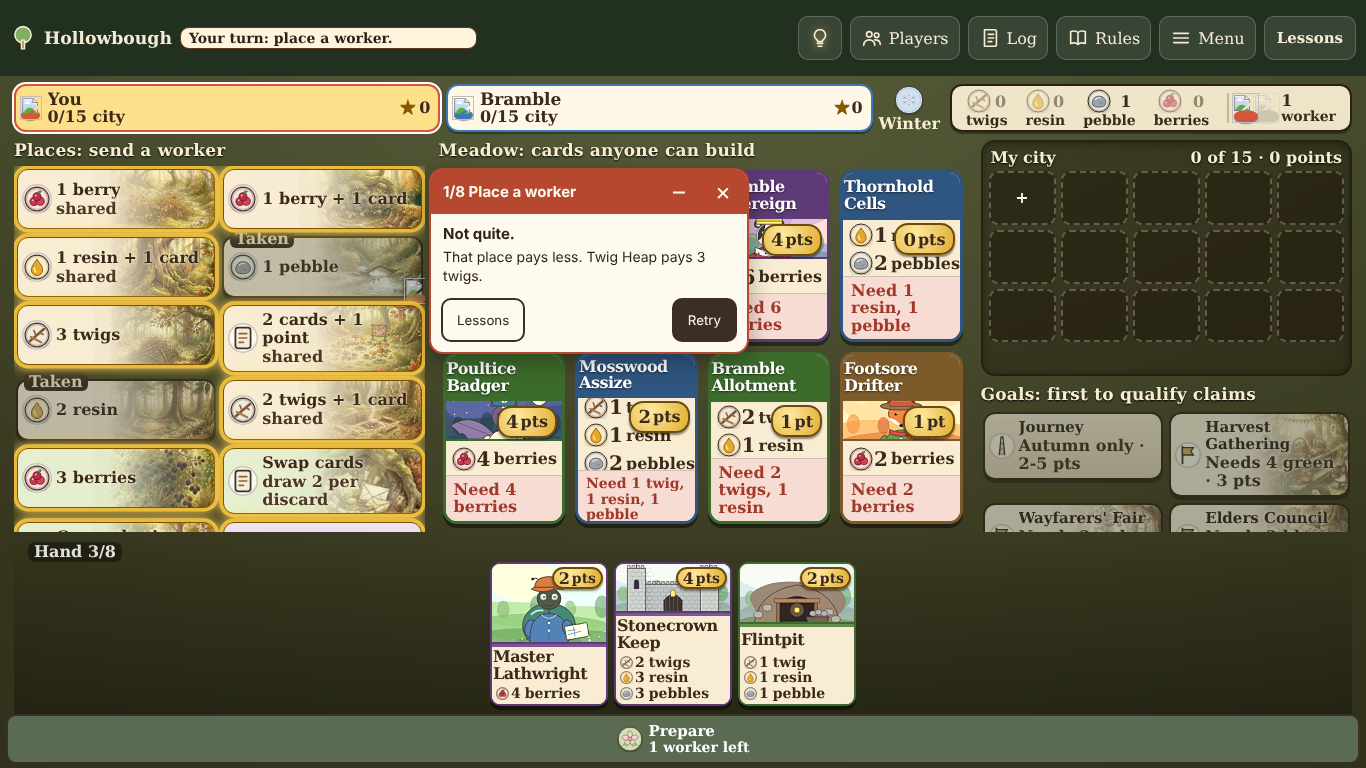 Hollowbough
Your turn: place a worker.
Players
Log
Rules
Menu
Lessons
You
0/15 city
0
Bramble
0/15 city
0
Winter
0
twigs
0
resin
1
pebble
0
berries
1
worker
Places: send a worker
1 berry
shared
1 berry + 1 card
1 resin + 1 card
shared
Taken
1 pebble
3 twigs
2 cards + 1
point
shared
Taken
2 resin
2 twigs + 1 card
shared
3 berries
Swap cards
draw 2 per
discard
Meadow: cards anyone can build
1/8 Place a worker
Not quite.
That place pays less. Twig Heap pays 3
twigs.
Lessons
Retry
4 pts
berries
Thornhold
Cells
1
0 pts
2 pebbles
Need 1
resin, 1
pebble
Poultice
Badger
4 pts
4 berries
Need 4
berries
Mosswood
Assize
1
2 pts
1 resin
2 pebbles
Need 1 twig,
1 resin, 1
pebble
Bramble
Allotment
2
1 pt
1 resin
Need 2
twigs, 1
resin
Footsore
Drifter
1 pt
2 berries
Need 2
berries
My city
0 of 15 · 0 points
+
Goals: first to qualify claims
Journey
Autumn only ·
2-5 pts
Harvest
Gathering
Needs 4 green
· 3 pts
Wayfarers' Fair
Elders Council
Hand 3/8
2 pts
Master
Lathwright
4 berries
4 pts
Stonecrown
Keep
2 twigs
3 resin
3 pebbles
2 pts
Flintpit
1 twig
1 resin
1 pebble
Prepare
1 worker left